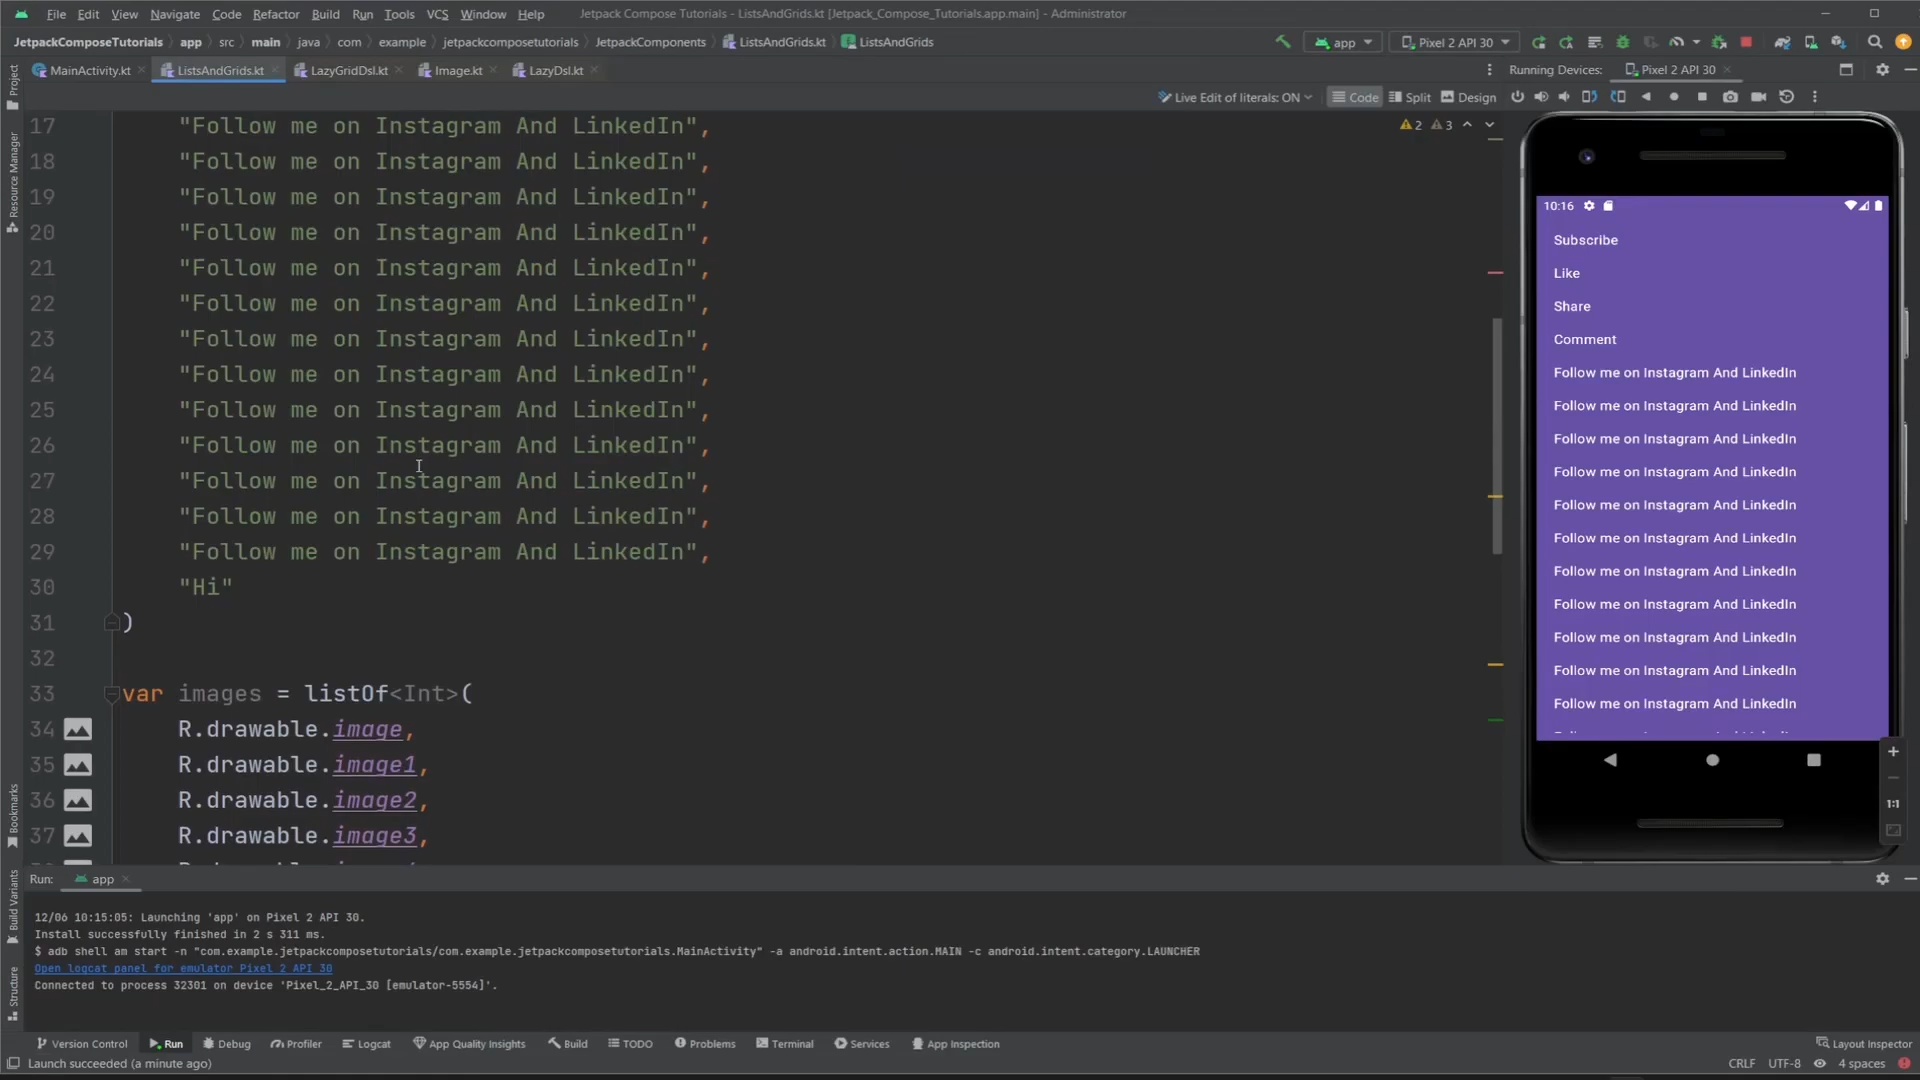 File Edit View Navigate Code Refactor Build Run Tools VCS Window Help Jetpack Compose Tutorials - ListsAndGrids.kt [Jetpack_Compose_Tutorials.app.main] - Administrator
JetpackComposeTutorials app src main java com example jetpackcomposetutorials JetpackComponents ListsAndGrids.kt ListsAndGrids app Pixel 2 API 30
MainActivity.kt ListsAndGrids.kt LazyGridDsl.kt Image.kt LazyDsl.kt Running Devices: Pixel 2 API 30
Live Edit of literals: ON Code Split Design
2 3
Project
Resource Manager
Bookmarks
Build Variants
Structure
17 "Follow me on Instagram And LinkedIn",
18 "Follow me on Instagram And LinkedIn",
19 "Follow me on Instagram And LinkedIn",
20 "Follow me on Instagram And LinkedIn",
21 "Follow me on Instagram And LinkedIn",
22 "Follow me on Instagram And LinkedIn",
23 "Follow me on Instagram And LinkedIn",
24 "Follow me on Instagram And LinkedIn",
25 "Follow me on Instagram And LinkedIn",
26 "Follow me on Instagram And LinkedIn",
27 "Follow me on Instagram And LinkedIn",
28 "Follow me on Instagram And LinkedIn",
29 "Follow me on Instagram And LinkedIn",
30 "Hi"
31 )
32
33 var images = listOf<Int>(
34 R.drawable.image,
35 R.drawable.image1,
36 R.drawable.image2,
37 R.drawable.image3,
10:16
Subscribe
Like
Share
Comment
Follow me on Instagram And LinkedIn
Follow me on Instagram And LinkedIn
Follow me on Instagram And LinkedIn
Follow me on Instagram And LinkedIn
Follow me on Instagram And LinkedIn
Follow me on Instagram And LinkedIn
Follow me on Instagram And LinkedIn
Follow me on Instagram And LinkedIn
Follow me on Instagram And LinkedIn
Follow me on Instagram And LinkedIn
Follow me on Instagram And LinkedIn
1:1
Run: app
12/06 10:15:05: Launching 'app' on Pixel 2 API 30.
Install successfully finished in 2 s 311 ms.
$ adb shell am start -n "com.example.jetpackcomposetutorials/com.example.jetpackcomposetutorials.MainActivity" -a android.intent.action.MAIN -c android.intent.category.LAUNCHER
Open logcat panel for emulator Pixel 2 API 30
Connected to process 32301 on device 'Pixel_2_API_30 [emulator-5554]'.
Version Control Run Debug Profiler Logcat App Quality Insights Build TODO Problems Terminal Services App Inspection Layout Inspector
Launch succeeded (a minute ago) CRLF UTF-8 4 spaces